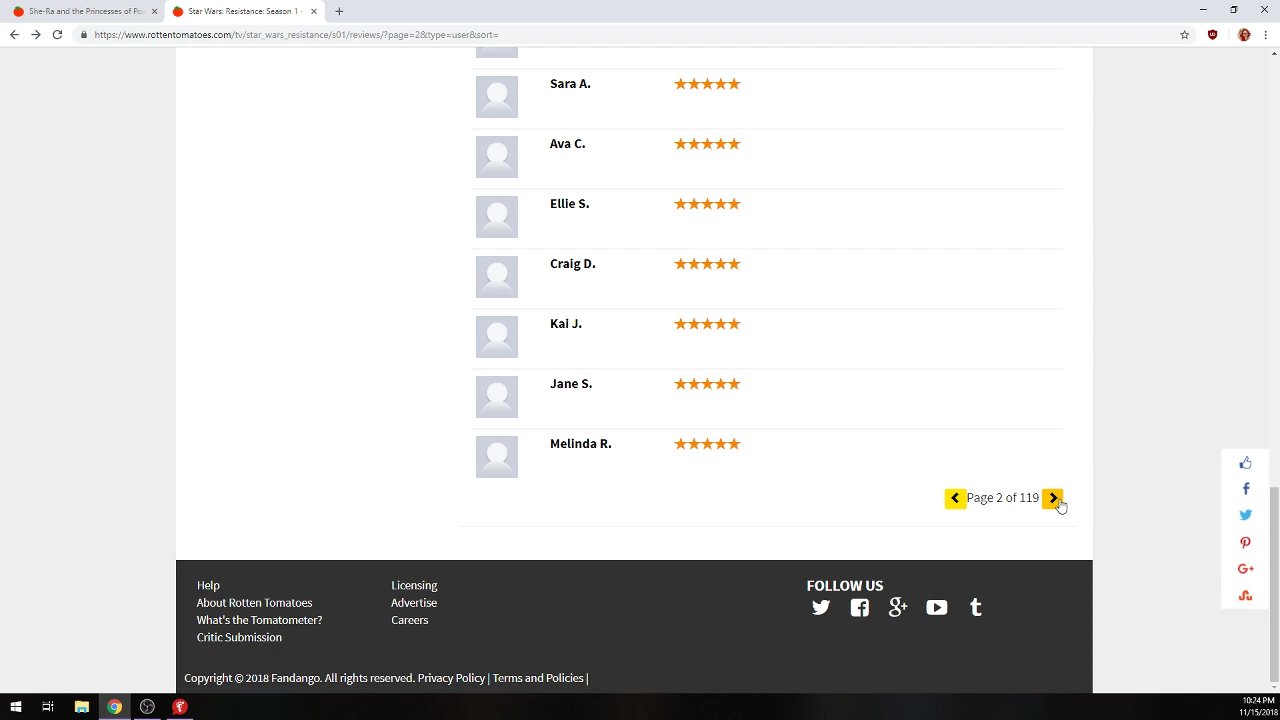 She-Ra and the Princesses of Po
Star Wars: Resistance: Season 1 -
https://www.rottentomatoes.com/tv/star_wars_resistance/s01/reviews/?page=2&type=user&sort=
Sara A.
Ava C.
Ellie S.
Craig D.
Kai J.
Jane S.
Melinda R.
Page 2 of 119
Help
Licensing
FOLLOW US
About Rotten Tomatoes
Advertise
What's the Tomatometer?
Careers
Critic Submission
Copyright © 2018 Fandango. All rights reserved. Privacy Policy | Terms and Policies |
10:24 PM
11/15/2018